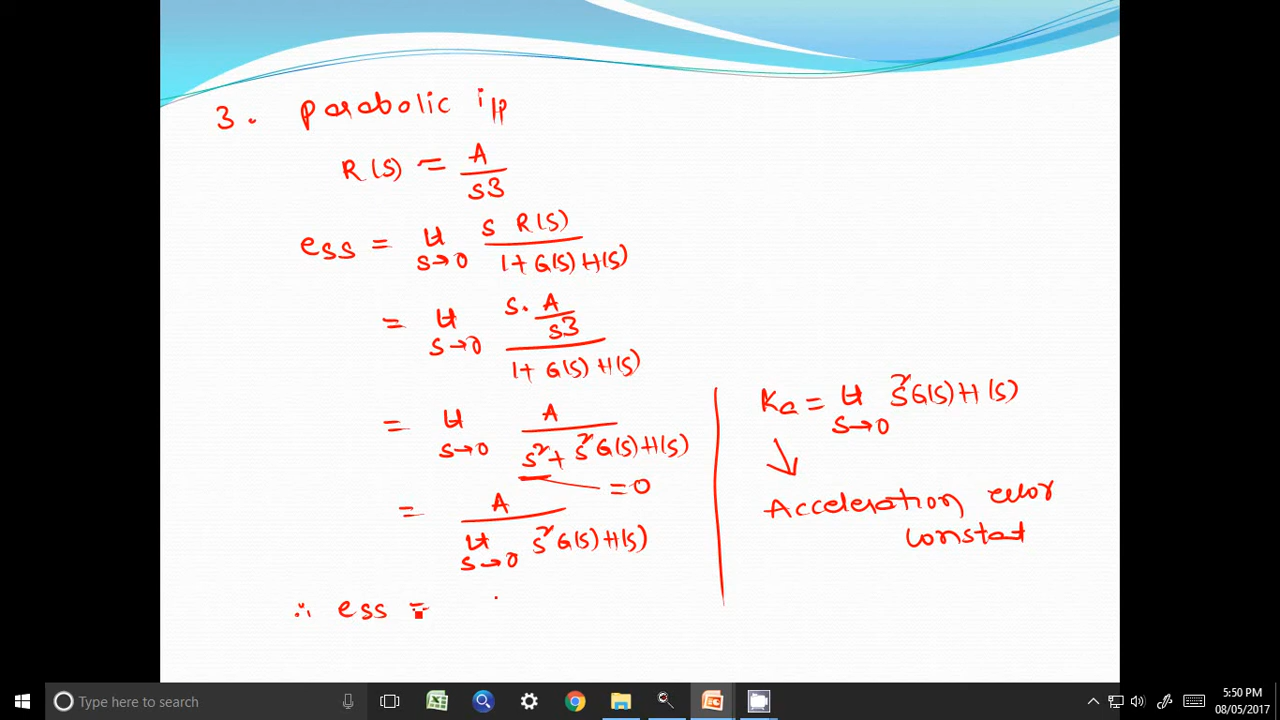 3. parabolic i/p
R(S) = A/s3
ess = Lt S→0 S R(S) / 1+ G(S) H(S)
= Lt S→0 S. A/s3 / 1+ G(S) H(S)
= Lt S→0 A / s²+ s²G(S)H(S)
= 0
= A / Lt S→0 s²G(S)H(S)
∴ ess =
Ka = Lt S→0 s²G(S)H(S)
Acceleration error
constat
Type here to search
5:50 PM
08/05/2017